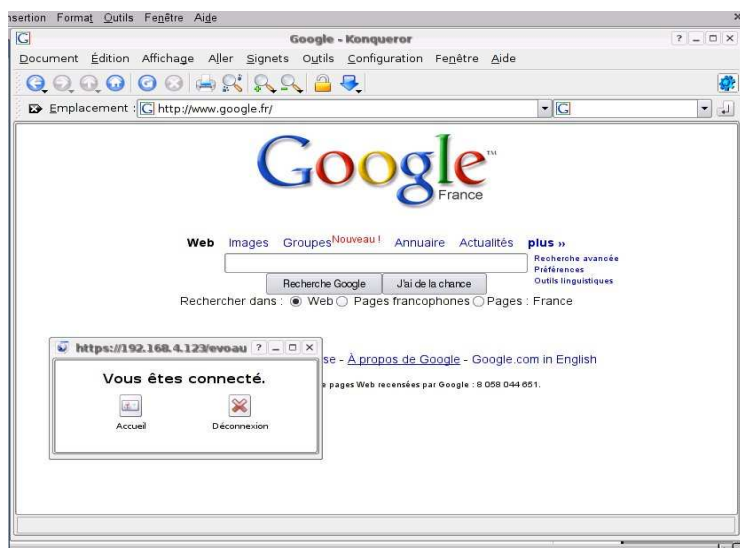 nsertion Format Outils Fenêtre Aide
Google - Konqueror
Document Édition Affichage Aller Signets Outils Configuration Fenêtre Aide
Emplacement : http://www.google.fr/
Google™
France
Web Images Groupes Nouveau ! Annuaire Actualités plus »
Recherche avancée
Préférences
Outils linguistiques
Recherche Google J'ai de la chance
Rechercher dans : Web Pages francophones Pages : France
https://192.168.4.123/evoau
Vous êtes connecté.
Accueil Déconnexion
se - À propos de Google - Google.com in English
pages Web recensées par Google : 8 058 044 651.